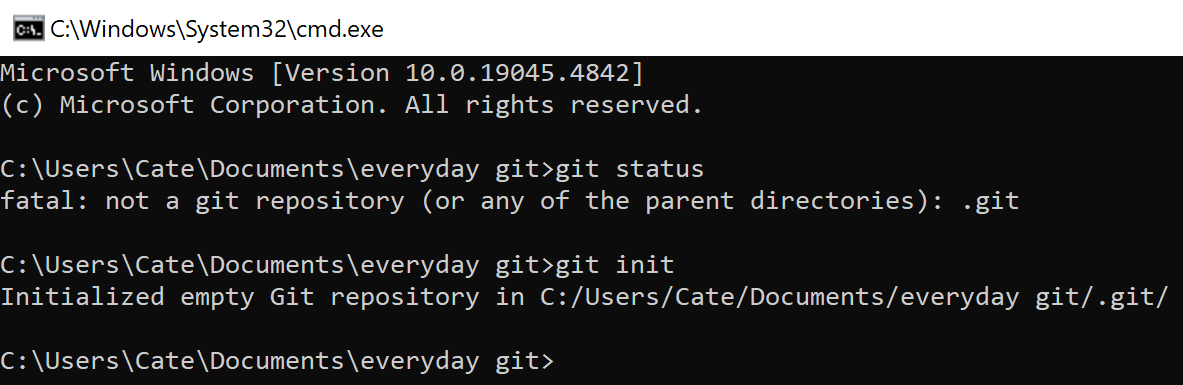 C:\Windows\System32\cmd.exe
Microsoft Windows [Version 10.0.19045.4842]
(c) Microsoft Corporation. All rights reserved.
C:\Users\Cate\Documents\everyday git>git status
fatal: not a git repository (or any of the parent directories): .git
C:\Users\Cate\Documents\everyday git>git init
Initialized empty Git repository in C:/Users/Cate/Documents/everyday git/.git/
C:\Users\Cate\Documents\everyday git>